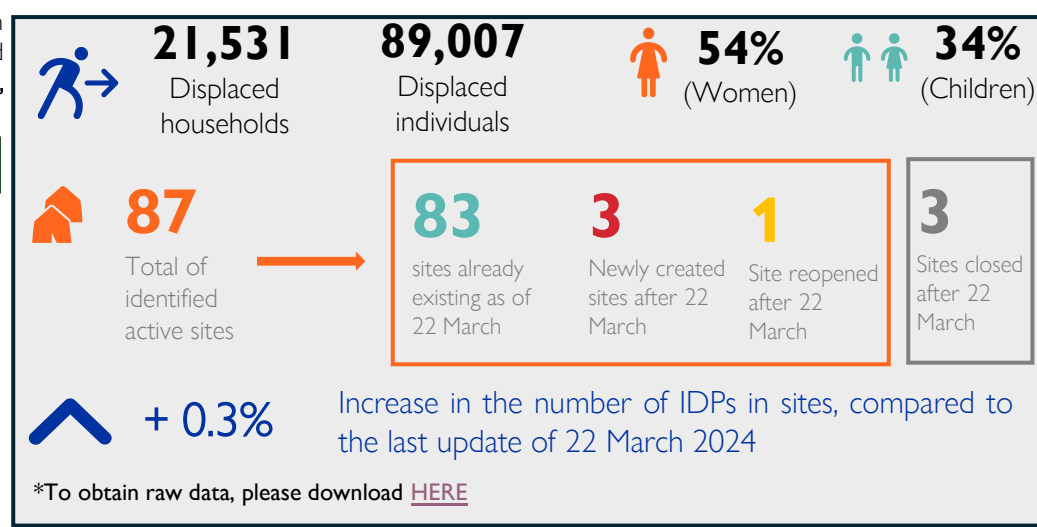 21,531
Displaced
households
89,007
Displaced
individuals
54%
(Women)
34%
(Children)
87
Total of
identified
active sites
83
sites already
existing as of
22 March
3
Newly created
sites after 22
March
1
Site reopened
after 22
March
3
Sites closed
after 22
March
+ 0.3%
Increase in the number of IDPs in sites, compared to
the last update of 22 March 2024
*To obtain raw data, please download HERE